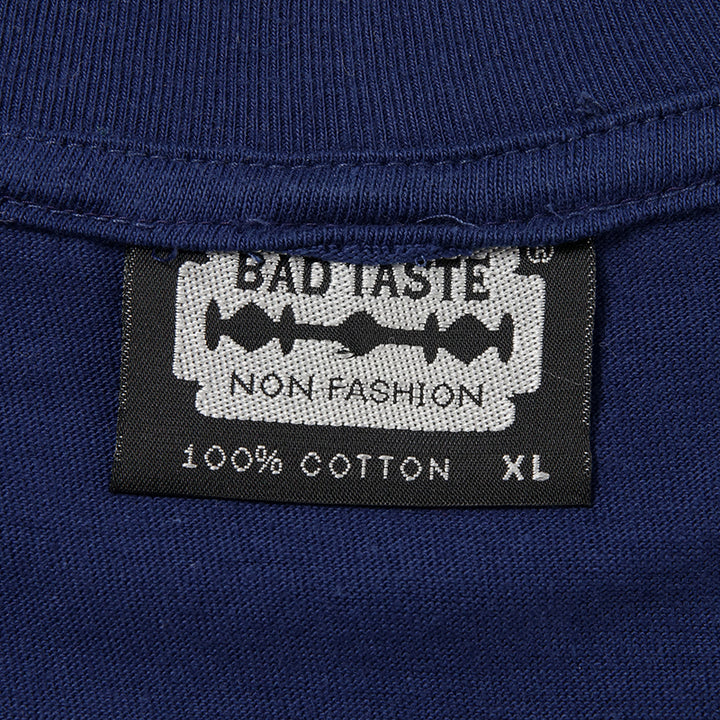 BAD TASTE
NON FASHION
100% COTTON XL